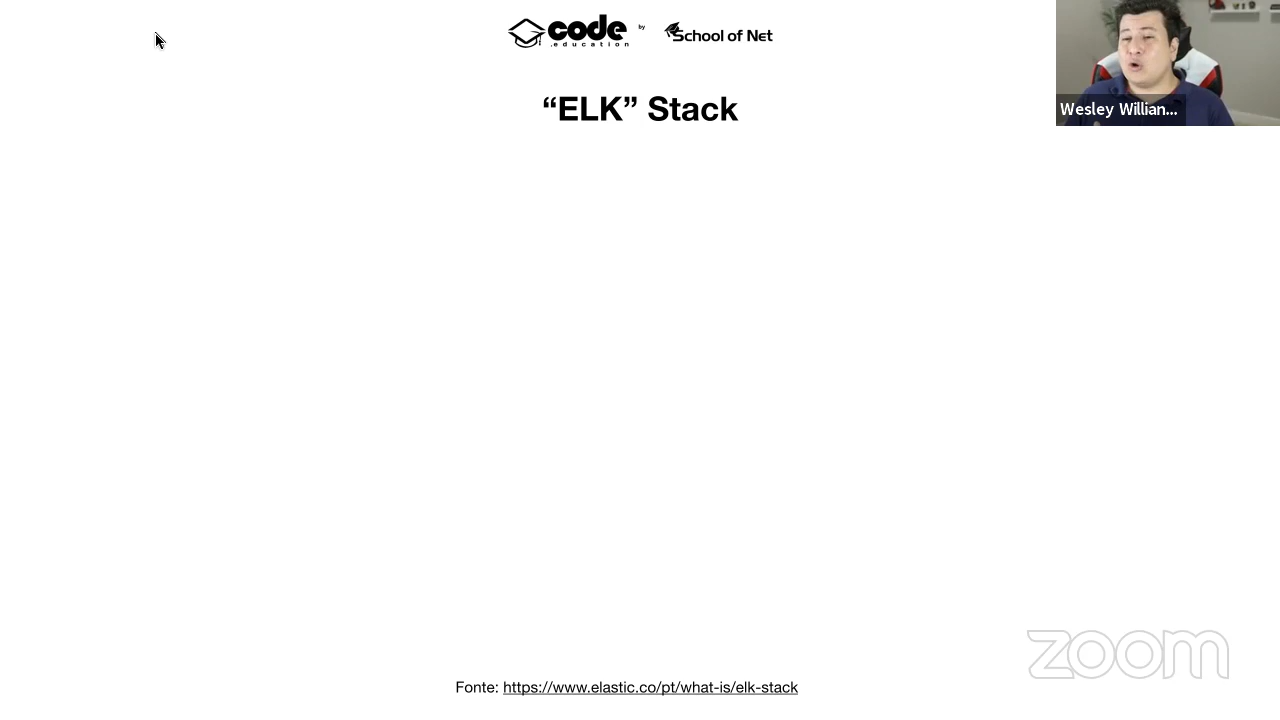 code
.education
by
School of Net
Wesley Willian...
“ELK” Stack
zoom
Fonte: https://www.elastic.co/pt/what-is/elk-stack